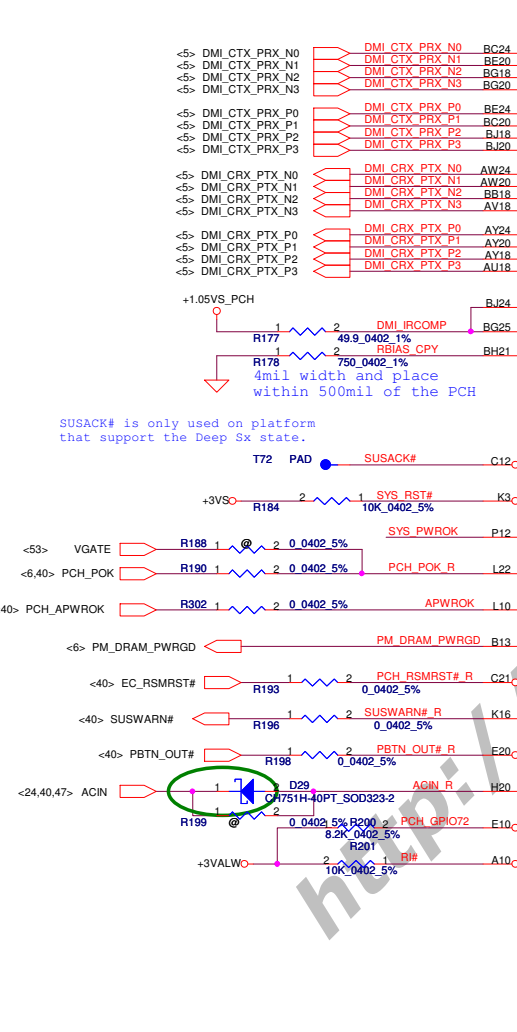 <5> DMI_CTX_PRX_N0 DMI_CTX_PRX_N0 BC24
<5> DMI_CTX_PRX_N1 DMI_CTX_PRX_N1 BE20
<5> DMI_CTX_PRX_N2 DMI_CTX_PRX_N2 BG18
<5> DMI_CTX_PRX_N3 DMI_CTX_PRX_N3 BG20
<5> DMI_CTX_PRX_P0 DMI_CTX_PRX_P0 BE24
<5> DMI_CTX_PRX_P1 DMI_CTX_PRX_P1 BC20
<5> DMI_CTX_PRX_P2 DMI_CTX_PRX_P2 BJ18
<5> DMI_CTX_PRX_P3 DMI_CTX_PRX_P3 BJ20
<5> DMI_CRX_PTX_N0 DMI_CRX_PTX_N0 AW24
<5> DMI_CRX_PTX_N1 DMI_CRX_PTX_N1 AW20
<5> DMI_CRX_PTX_N2 DMI_CRX_PTX_N2 BB18
<5> DMI_CRX_PTX_N3 DMI_CRX_PTX_N3 AV18
<5> DMI_CRX_PTX_P0 DMI_CRX_PTX_P0 AY24
<5> DMI_CRX_PTX_P1 DMI_CRX_PTX_P1 AY20
<5> DMI_CRX_PTX_P2 DMI_CRX_PTX_P2 AY18
<5> DMI_CRX_PTX_P3 DMI_CRX_PTX_P3 AU18
+1.05VS_PCH
BJ24
1 2 DMI_IRCOMP BG25
R177 49.9_0402_1%
1 2 RBIAS_CPY BH21
R178 750_0402_1%
4mil width and place
within 500mil of the PCH
SUSACK# is only used on platform
that support the Deep Sx state.
T72 PAD SUSACK# C12
+3VS 2 1 SYS_RST# K3
R184 10K_0402_5%
SYS_PWROK P12
<53> VGATE R188 1 @ 2 0_0402_5%
<6,40> PCH_POK R190 1 2 0_0402_5% PCH_POK_R L22
40> PCH_APWROK R302 1 2 0_0402_5% APWROK L10
<6> PM_DRAM_PWRGD PM_DRAM_PWRGD B13
<40> EC_RSMRST# 1 2 PCH_RSMRST#_R C21
R193 0_0402_5%
<40> SUSWARN# 1 2 SUSWARN#_R K16
R196 0_0402_5%
<40> PBTN_OUT# 1 2 PBTN_OUT#_R E20
R198 0_0402_5%
<24,40,47> ACIN 1 2 D29 ACIN_R H20
CH751H-40PT_SOD323-2
R199 1 @ 2 0_0402_5% R200 PCH_GPIO72 E10
1 2
8.2K_0402_5%
R201
+3VALW 2 1 RI# A10
10K_0402_5%
http:/